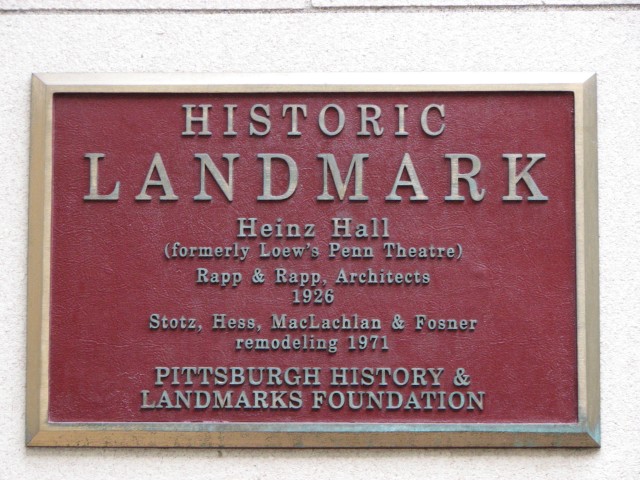 HISTORIC
LANDMARK
Heinz Hall
(formerly Loew's Penn Theatre)
Rapp & Rapp, Architects
1926
Stotz, Hess, MacLachlan & Fosner
remodeling 1971
PITTSBURGH HISTORY &
LANDMARKS FOUNDATION